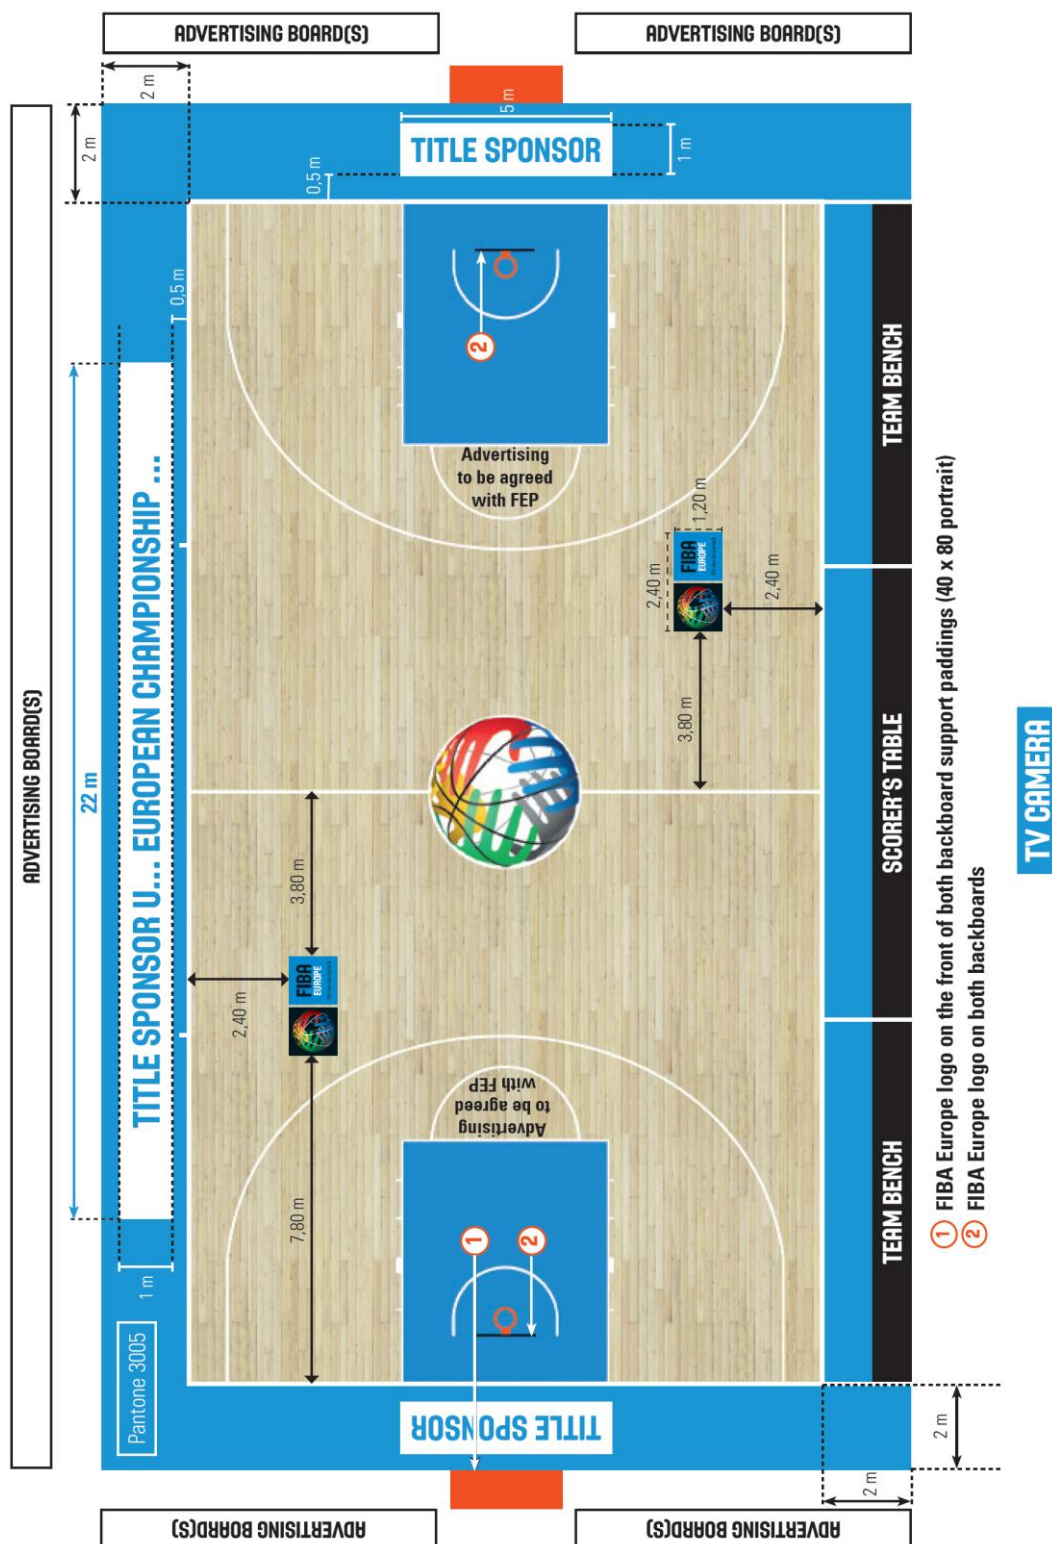 ADVERTISING BOARD(S)
ADVERTISING BOARD(S)
ADVERTISING BOARD(S)
2 m
2 m
5 m
TITLE SPONSOR
1 m
0,5 m
0,5 m
22 m
TITLE SPONSOR U... EUROPEAN CHAMPIONSHIP ...
1 m
Pantone 3005
2
Advertising
to be agreed
with FEP
2,40 m
1,20 m
FIBA
EUROPE
2,40 m
3,80 m
3,80 m
2,40 m
FIBA
EUROPE
7,80 m
Advertising
to be agreed
with FEP
1
2
TITLE SPONSOR
TEAM BENCH
SCORER'S TABLE
TEAM BENCH
2 m
2 m
ADVERTISING BOARD(S)
ADVERTISING BOARD(S)
1 FIBA Europe logo on the front of both backboard support paddings (40 x 80 portrait)
2 FIBA Europe logo on both backboards
TV CAMERA